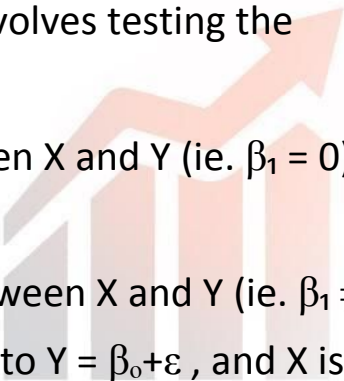 volves testing the
en X and Y (ie. β₁ = 0)
ween X and Y (ie. β₁ =
to Y = β₀+ε , and X is